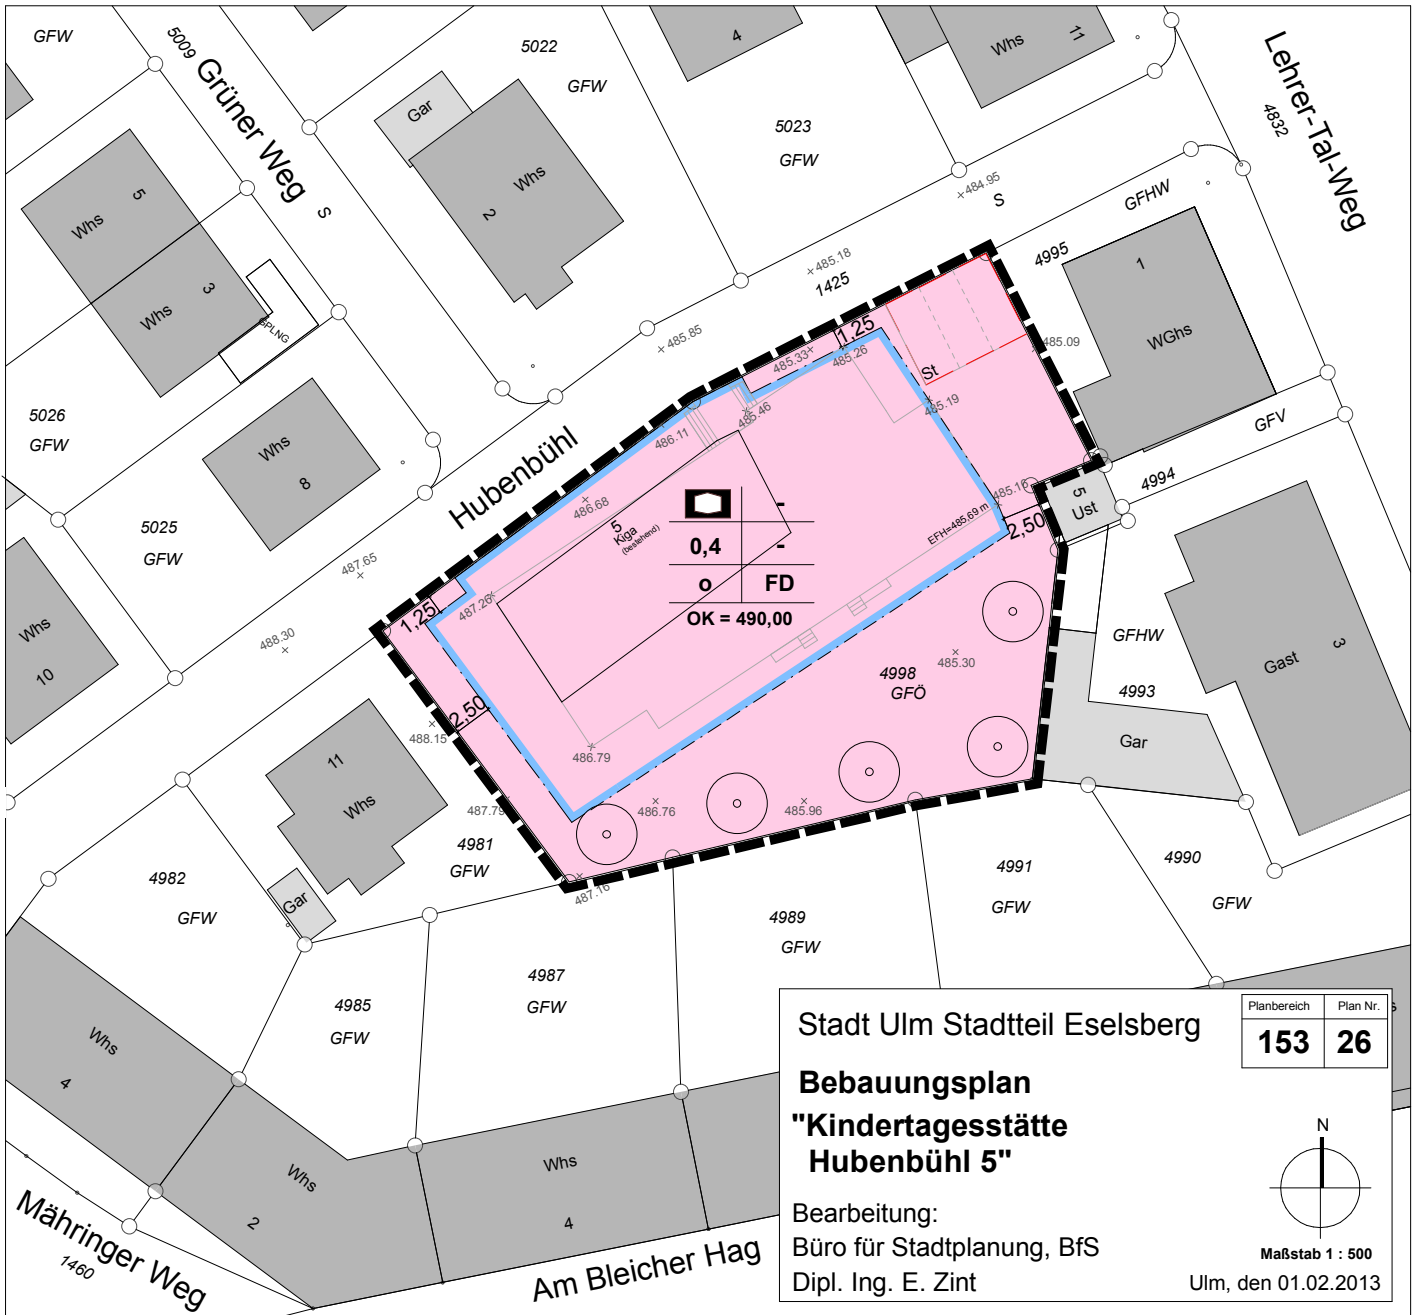 GFW
5009
Grüner Weg
S
5022
GFW
Gar
Whs
2
4
Whs
11
5023
GFW
Lehrer-Tal-Weg
4832
+484.95
S
GFHW
4995
1
WGhs
+485.18
1425
Whs
5
Whs
3
GPLNG
5026
GFW
Whs
8
5025
GFW
Whs
10
+485.85
Hubenbühl
487.65
488.30
1,25
485.33
485.26
St
485.19
485.09
485.46
486.11
486.68
5
Kiga
(bestehend)
-
0,4
-
o
FD
OK = 490,00
EFH=485.69 m
485.16
2,50
5
Ust
GFV
4994
1,25
487.26
2,50
488.15
486.79
4998
GFÖ
485.30
486.76
485.96
487.79
487.16
GFHW
4993
Gar
Gast
3
11
Whs
4981
GFW
Gar
4982
GFW
4985
GFW
4987
GFW
4989
GFW
4991
GFW
4990
GFW
Whs
4
Whs
2
Whs
4
Mähringer Weg
1460
Am Bleicher Hag
Stadt Ulm Stadtteil Eselsberg
Planbereich
Plan Nr.
153
26
Bebauungsplan
"Kindertagesstätte
Hubenbühl 5"
Bearbeitung:
Büro für Stadtplanung, BfS
Dipl. Ing. E. Zint
N
Maßstab 1 : 500
Ulm, den 01.02.2013